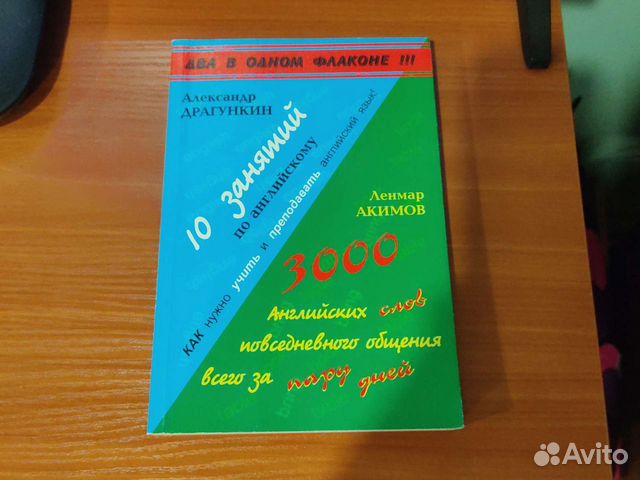 ДВА В ОДНОМ ФЛАКОНЕ !!!
Александр
ДРАГУНКИН
10 занятий
по английскому
КАК нужно учить и преподавать английский язык!
Ленмар
АКИМОВ
3000
Английских слов
повседневного общения
всего за пару дней
Avito